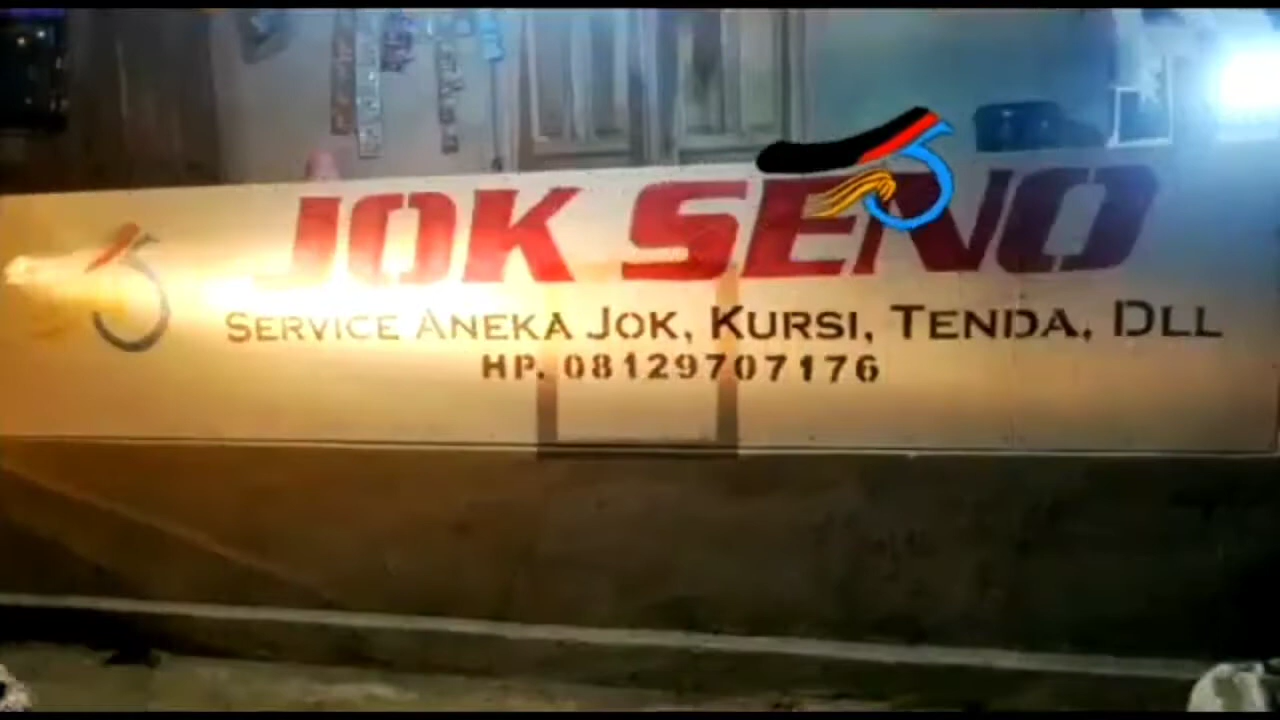 JOK SENO
SERVICE ANEKA JOK, KURSI, TENDA, DLL
HP. 08129707176